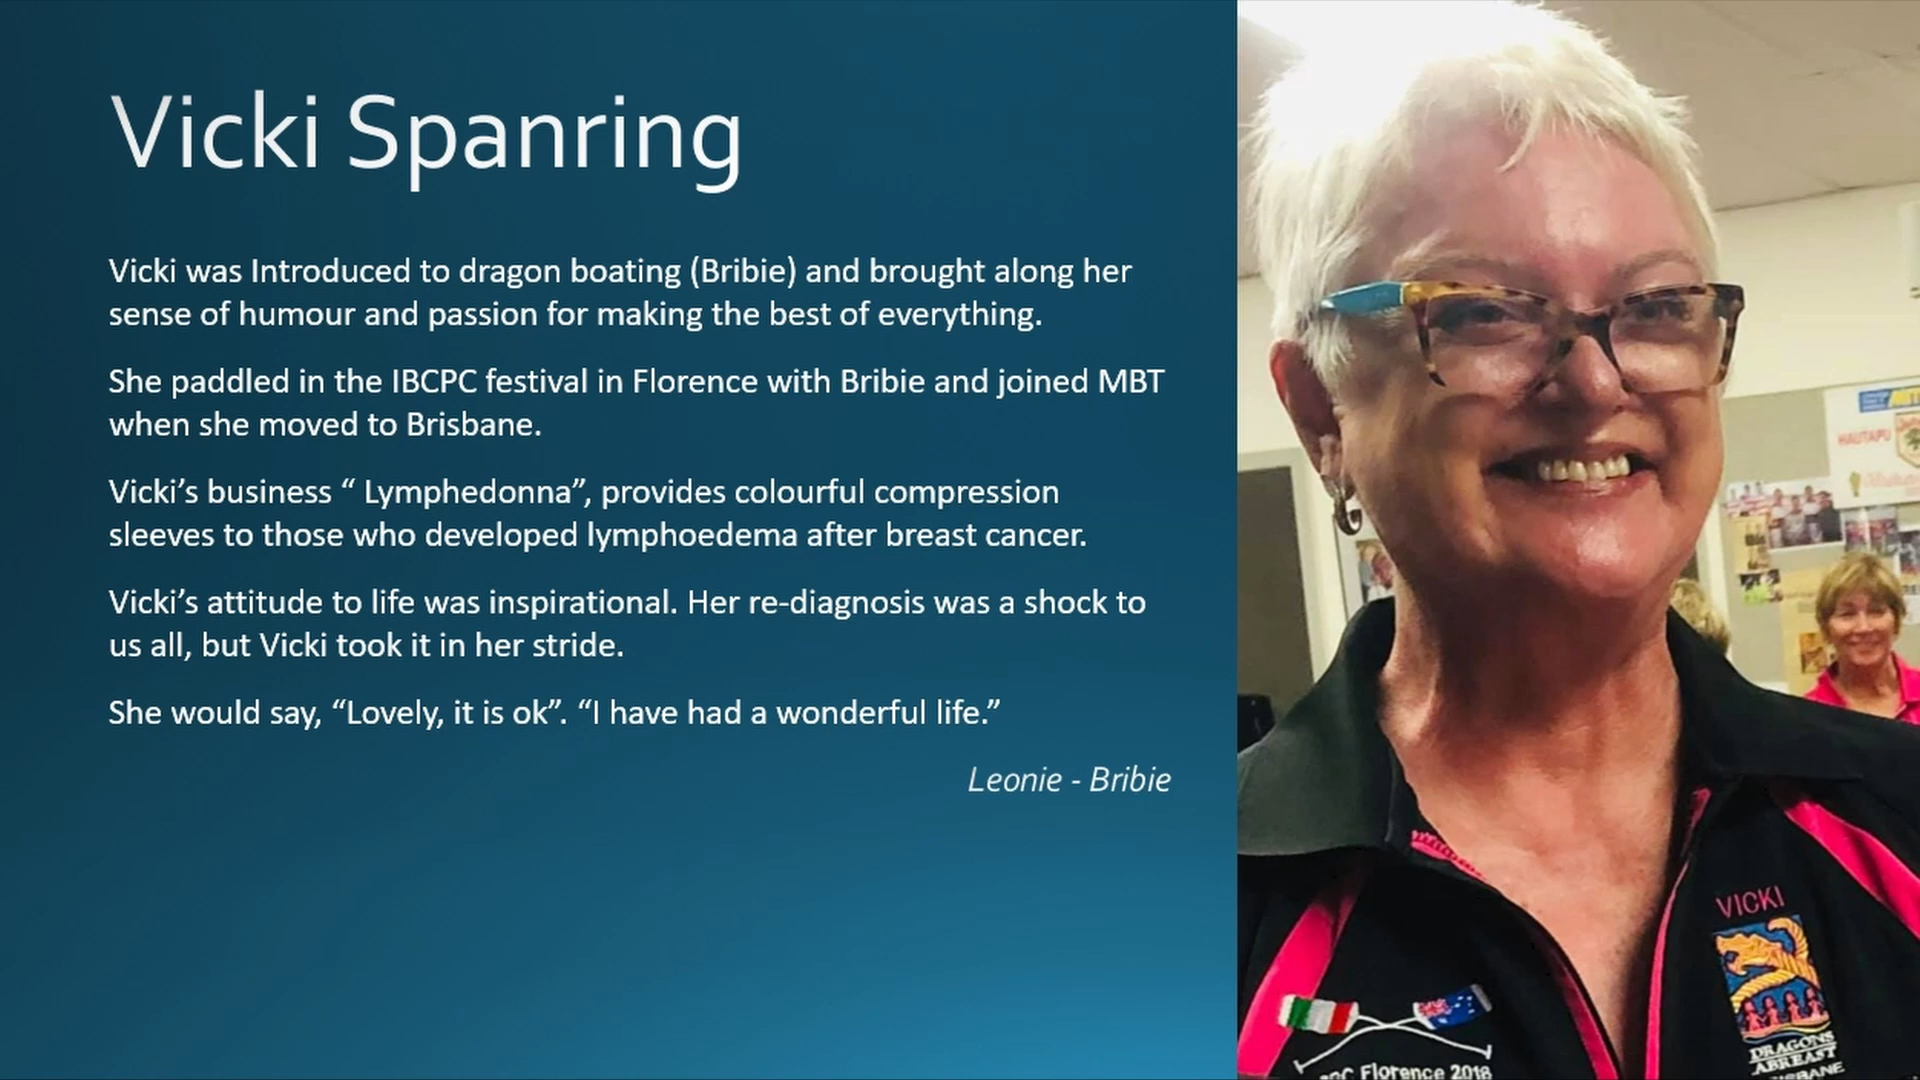 Vicki Spanring
Vicki was Introduced to dragon boating (Bribie) and brought along her
sense of humour and passion for making the best of everything.
She paddled in the IBCPC festival in Florence with Bribie and joined MBT
when she moved to Brisbane.
Vicki’s business “ Lymphedonna”, provides colourful compression
sleeves to those who developed lymphoedema after breast cancer.
Vicki’s attitude to life was inspirational. Her re-diagnosis was a shock to
us all, but Vicki took it in her stride.
She would say, “Lovely, it is ok”. “I have had a wonderful life.”
Leonie - Bribie
HAUTAPU
VICKI
DRAGONS
ABREAST
Florence 2018